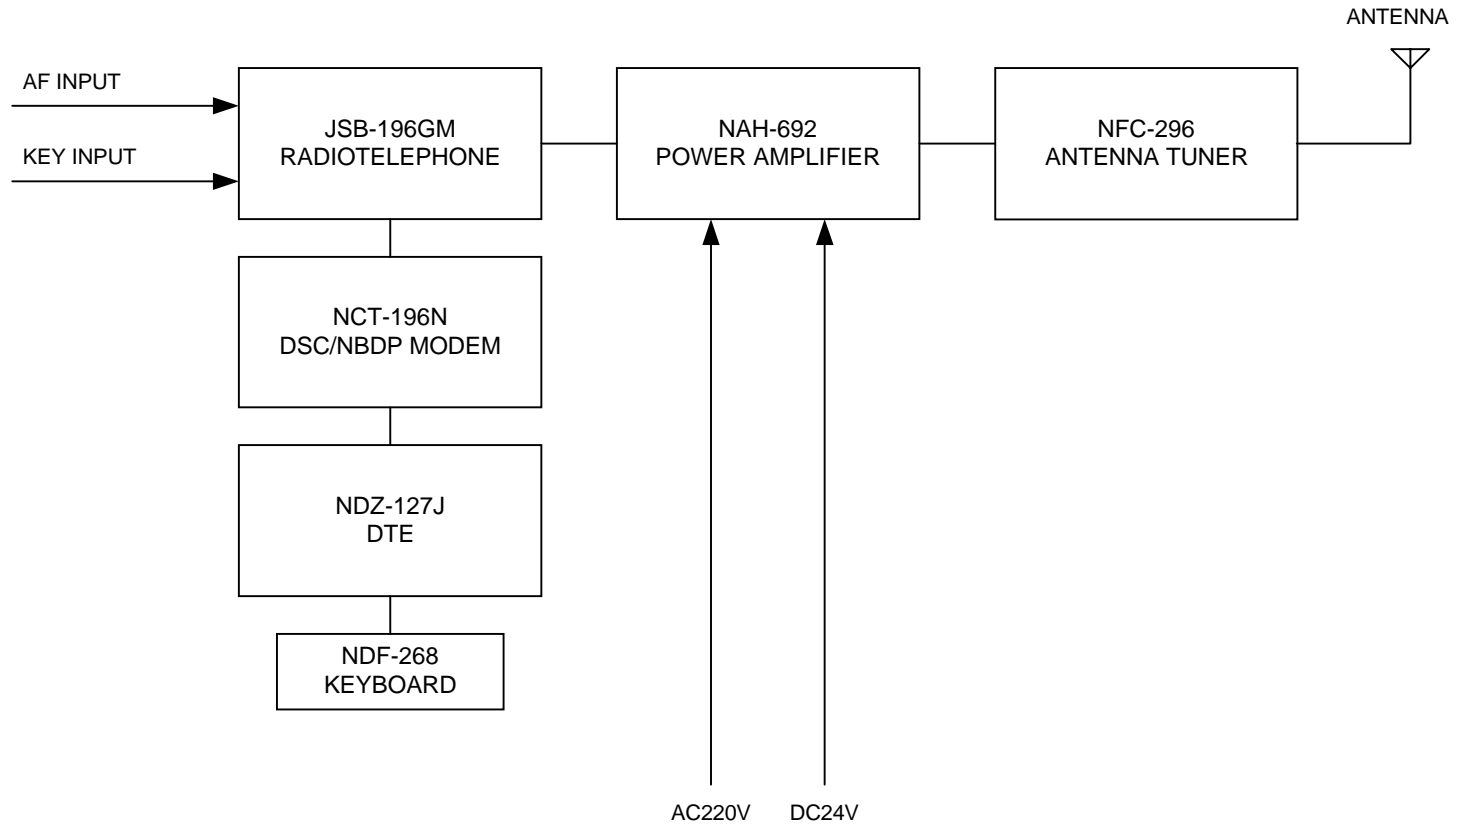 ANTENNA
AF INPUT
KEY INPUT
JSB-196GM
RADIOTELEPHONE
NAH-692
POWER AMPLIFIER
NFC-296
ANTENNA TUNER
NCT-196N
DSC/NBDP MODEM
NDZ-127J
DTE
NDF-268
KEYBOARD
AC220V
DC24V